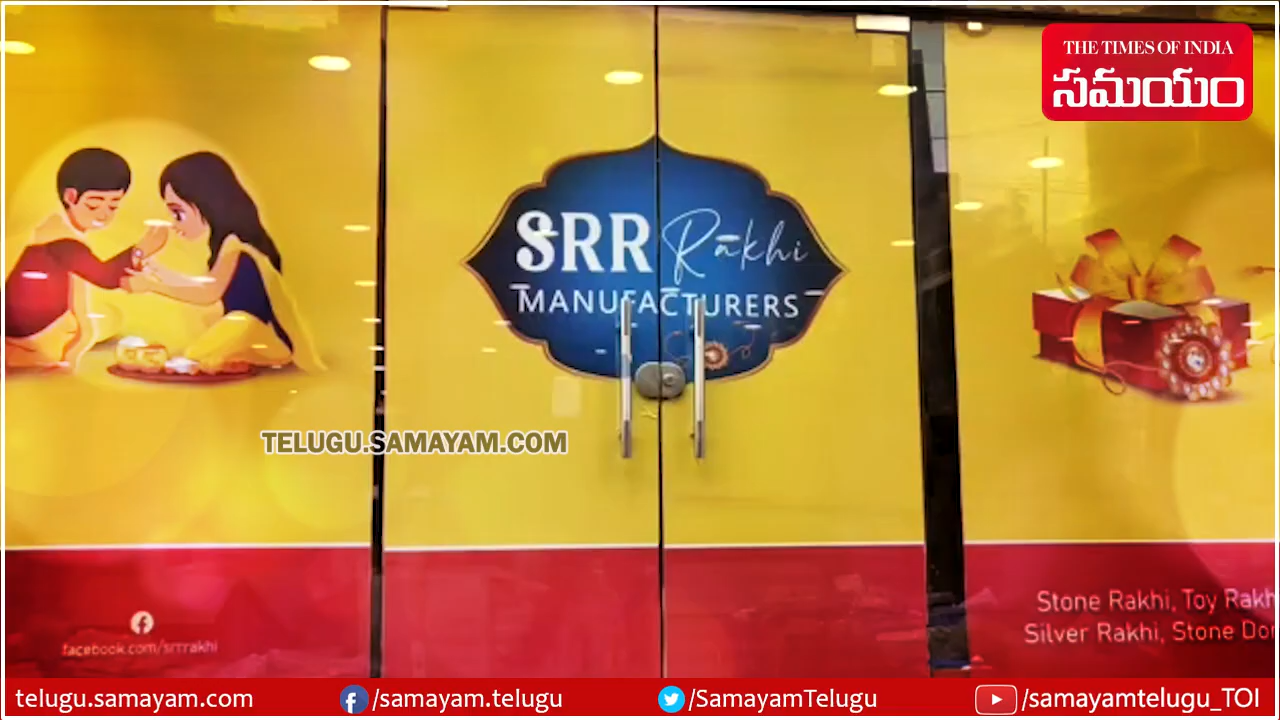 THE TIMES OF INDIA
సమయం
SRR Rakhi
MANUFACTURERS
TELUGU.SAMAYAM.COM
facebook.com/srrrakhi
Stone Rakhi, Toy Rakh
Silver Rakhi, Stone Dor
telugu.samayam.com
/samayam.telugu
/SamayamTelugu
/samayamtelugu_TOI